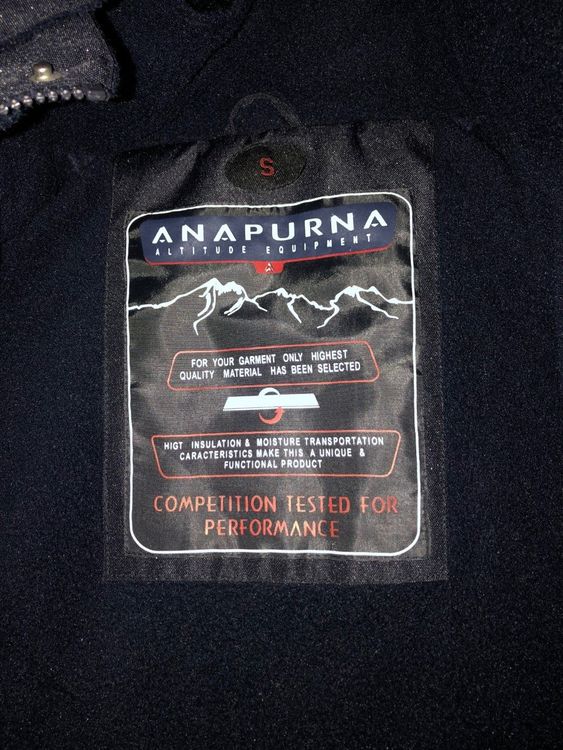 S
ANAPURNA
ALTITUDE EQUIPMENT
A
FOR YOUR GARMENT ONLY HIGHEST
QUALITY MATERIAL HAS BEEN SELECTED
HIGT INSULATION & MOISTURE TRANSPORTATION
CARACTERISTICS MAKE THIS A UNIQUE &
FUNCTIONAL PRODUCT
COMPETITION TESTED FOR
PERFORMANCE